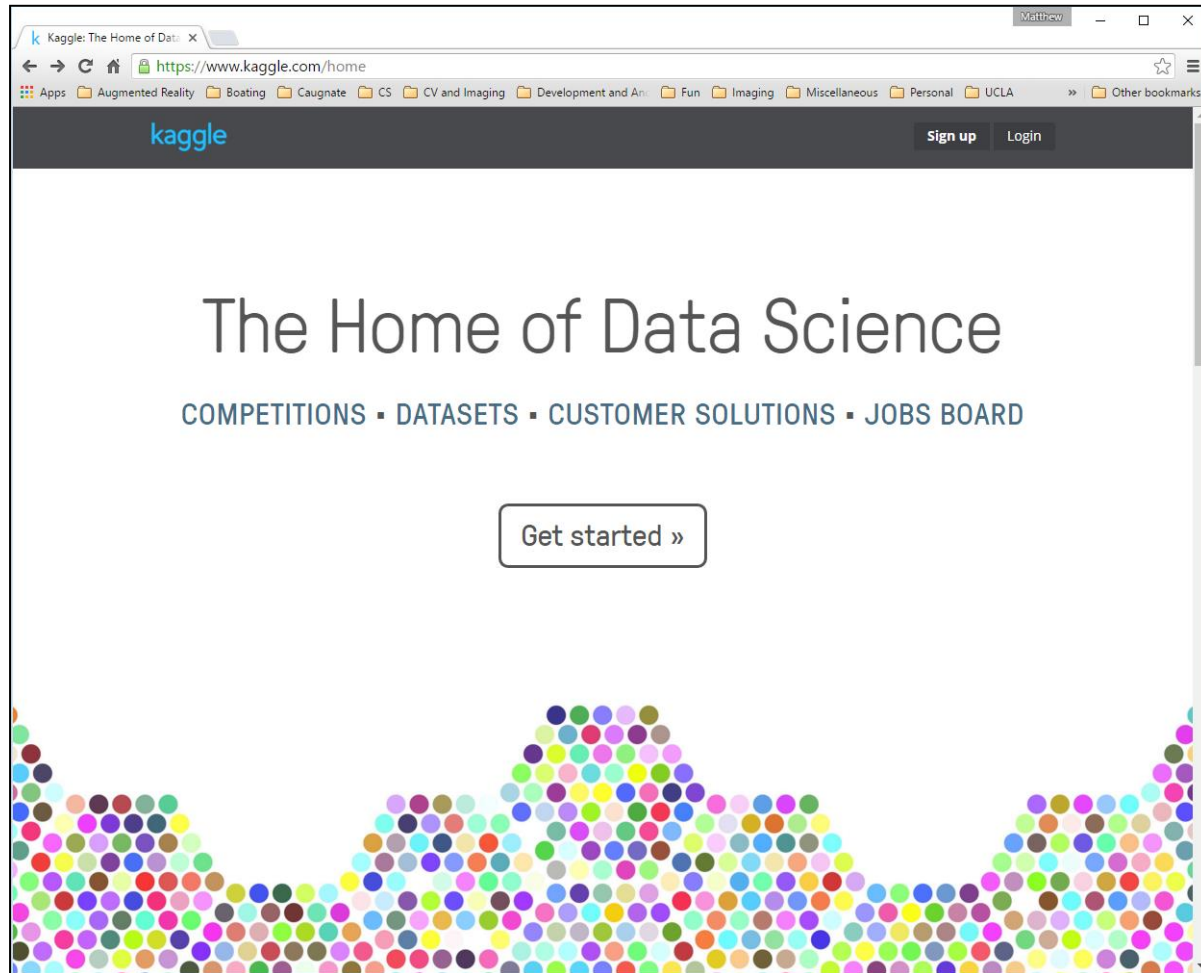 Matthew
Kaggle: The Home of Data
https://www.kaggle.com/home
Apps Augmented Reality Boating Caugnate CS CV and Imaging Development and An Fun Imaging Miscellaneous Personal UCLA » Other bookmarks
kaggle Sign up Login
The Home of Data Science
COMPETITIONS ▪ DATASETS ▪ CUSTOMER SOLUTIONS ▪ JOBS BOARD
Get started »